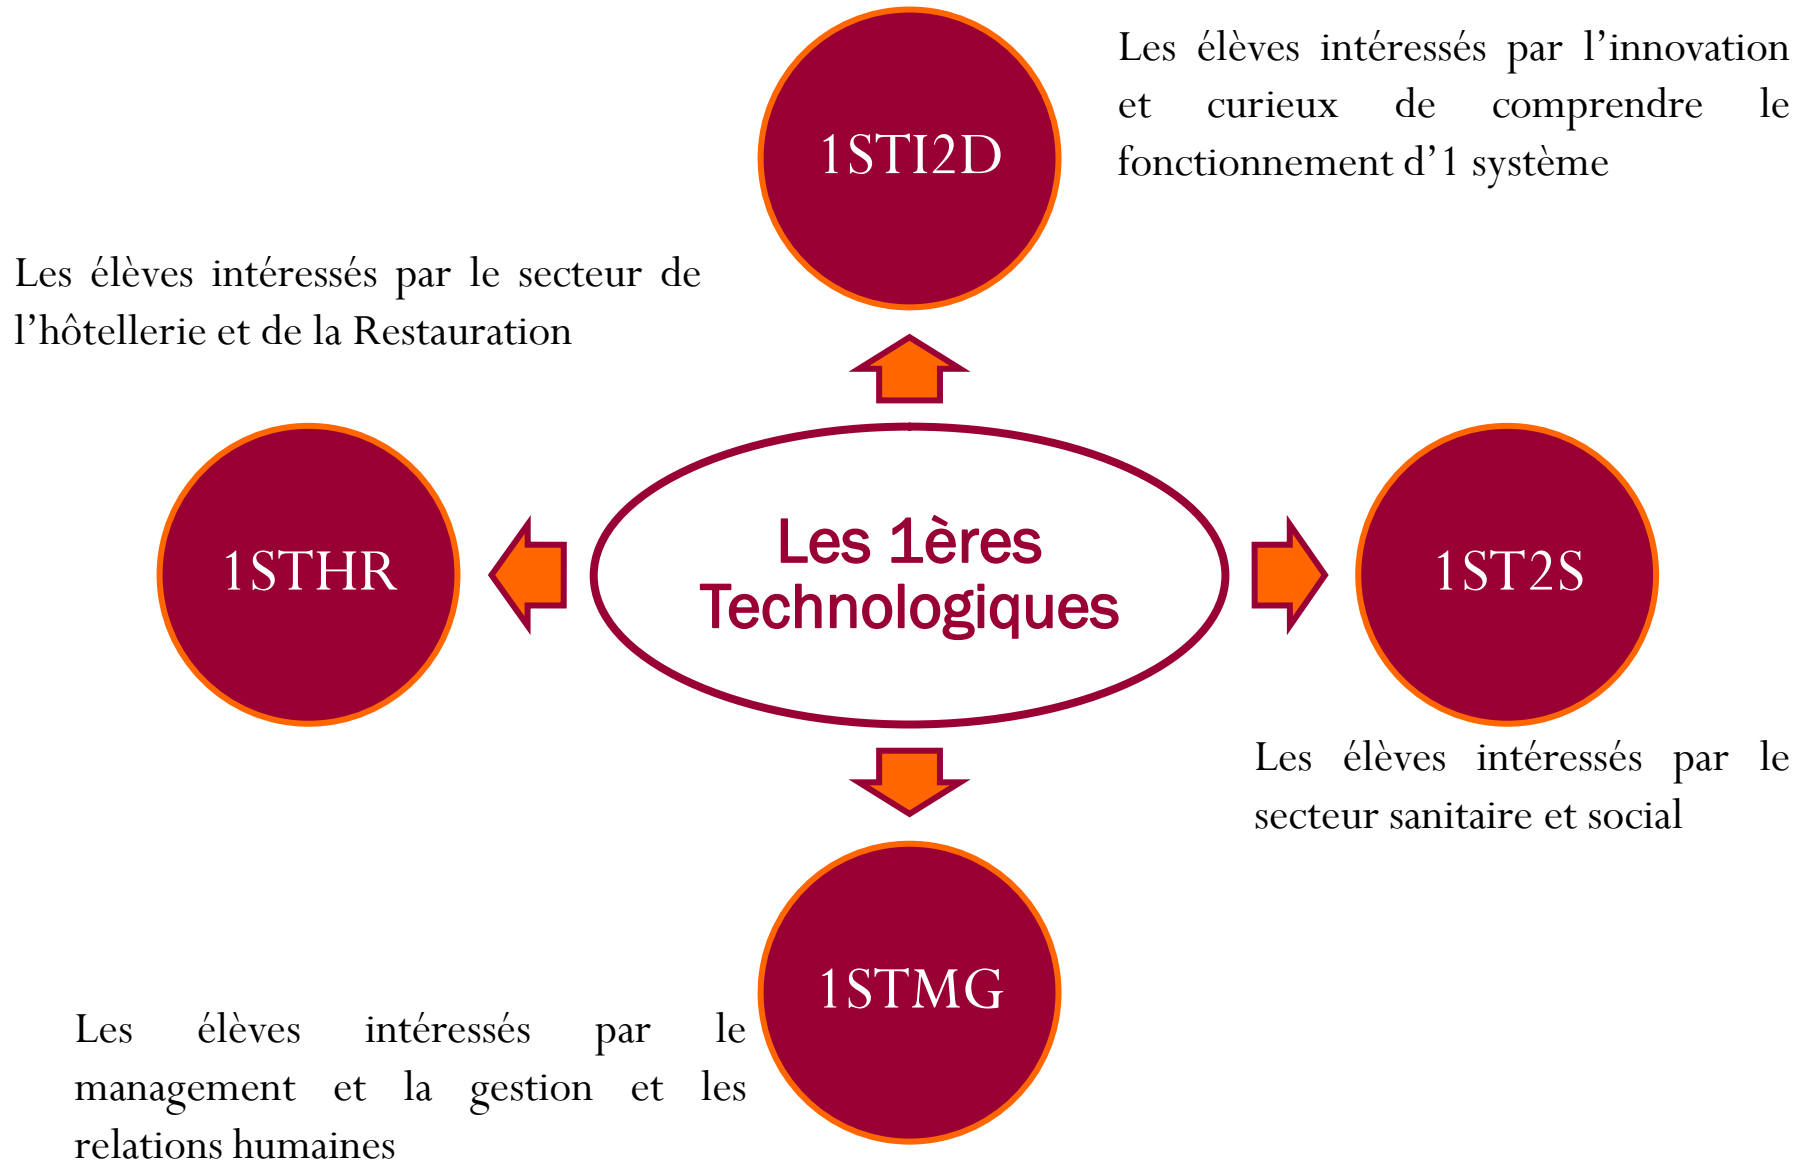 Les élèves intéressés par l’innovation
et curieux de comprendre le
fonctionnement d’1 système
1STI2D
Les élèves intéressés par le secteur de
l’hôtellerie et de la Restauration
1STHR
Les 1ères
Technologiques
1ST2S
Les élèves intéressés par le
secteur sanitaire et social
1STMG
Les élèves intéressés par le
management et la gestion et les
relations humaines